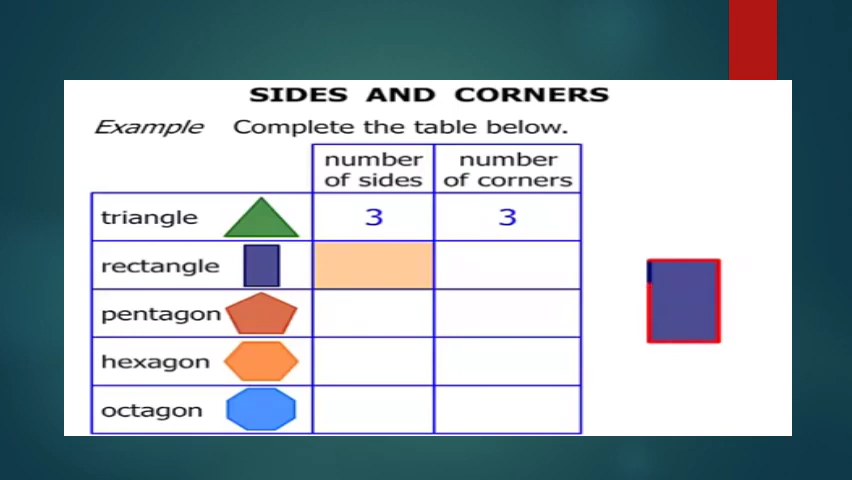 SIDES AND CORNERS
Example Complete the table below.
number of sides number of corners
triangle 3 3
rectangle
pentagon
hexagon
octagon